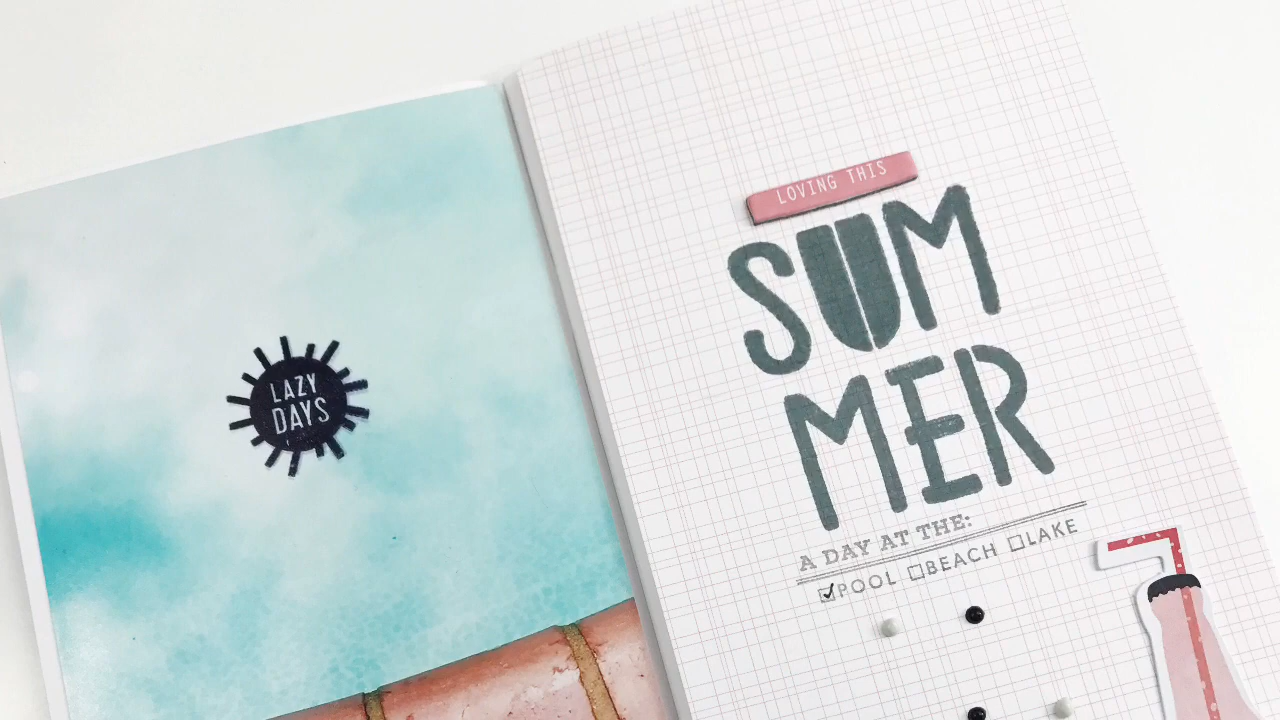 LAZY
DAYS
LOVING THIS
SUM
MER
A DAY AT THE:
☑POOL ☐BEACH ☐LAKE